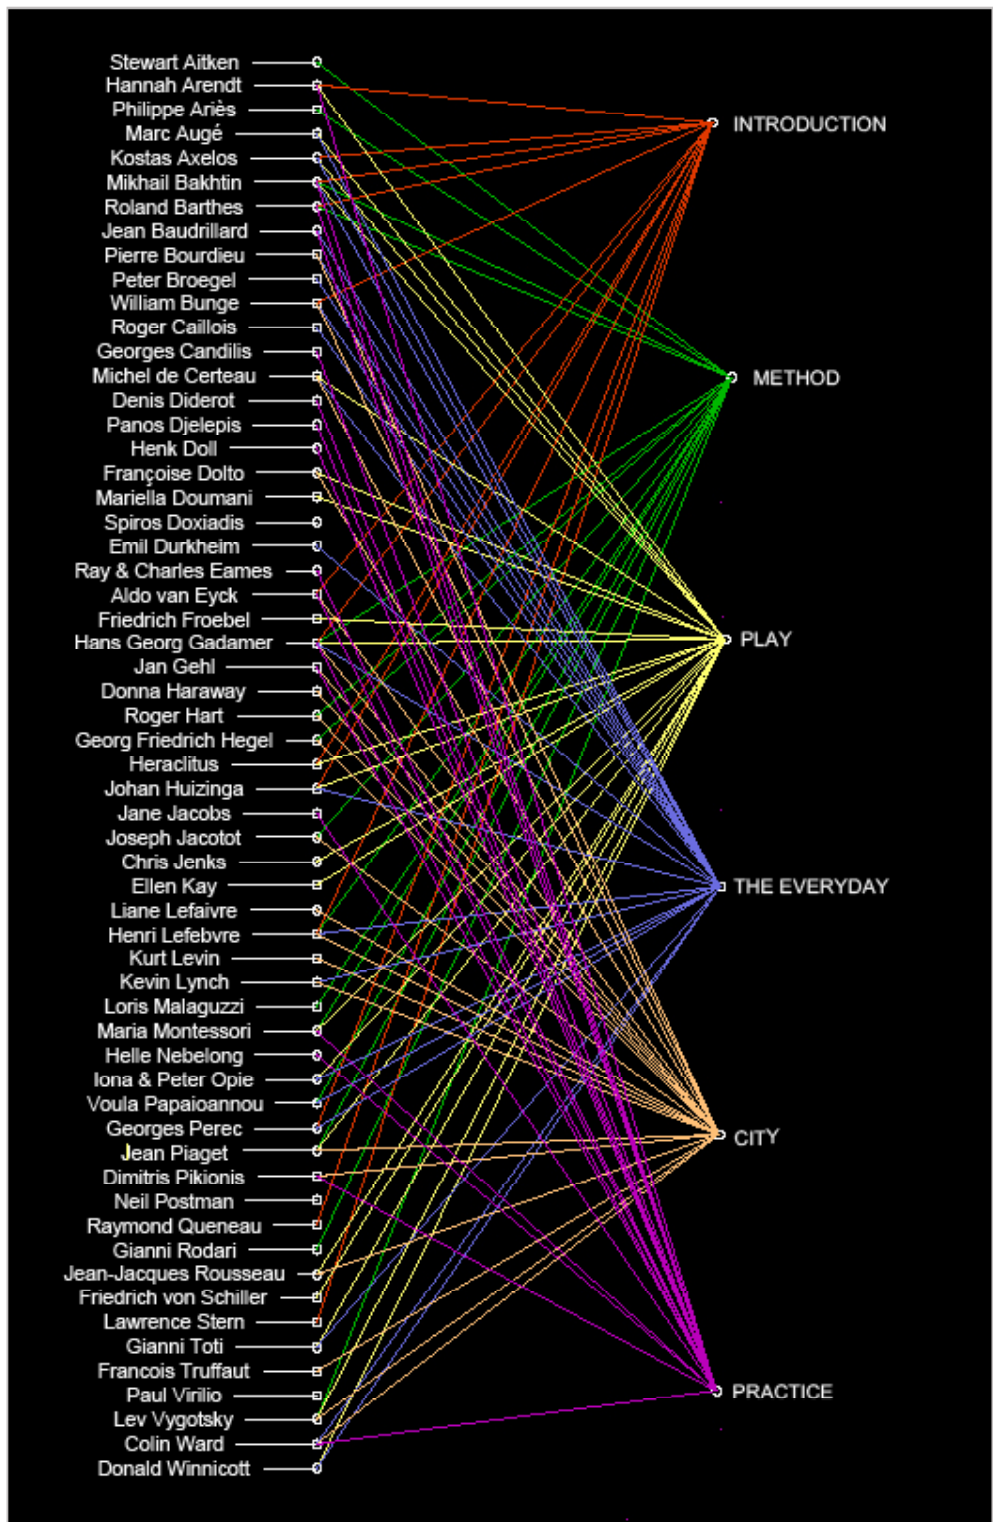 Stewart Aitken
Hannah Arendt
Philippe Ariès
Marc Augé
Kostas Axelos
Mikhail Bakhtin
Roland Barthes
Jean Baudrillard
Pierre Bourdieu
Peter Broegel
William Bunge
Roger Caillois
Georges Candilis
Michel de Certeau
Denis Diderot
Panos Djelepis
Henk Doll
Françoise Dolto
Mariella Doumani
Spiros Doxiadis
Emil Durkheim
Ray & Charles Eames
Aldo van Eyck
Friedrich Froebel
Hans Georg Gadamer
Jan Gehl
Donna Haraway
Roger Hart
Georg Friedrich Hegel
Heraclitus
Johan Huizinga
Jane Jacobs
Joseph Jacotot
Chris Jenks
Ellen Kay
Liane Lefaivre
Henri Lefebvre
Kurt Levin
Kevin Lynch
Loris Malaguzzi
Maria Montessori
Helle Nebelong
Iona & Peter Opie
Voula Papaioannou
Georges Perec
Jean Piaget
Dimitris Pikionis
Neil Postman
Raymond Queneau
Gianni Rodari
Jean-Jacques Rousseau
Friedrich von Schiller
Lawrence Stern
Gianni Toti
Francois Truffaut
Paul Virilio
Lev Vygotsky
Colin Ward
Donald Winnicott
INTRODUCTION
METHOD
PLAY
THE EVERYDAY
CITY
PRACTICE